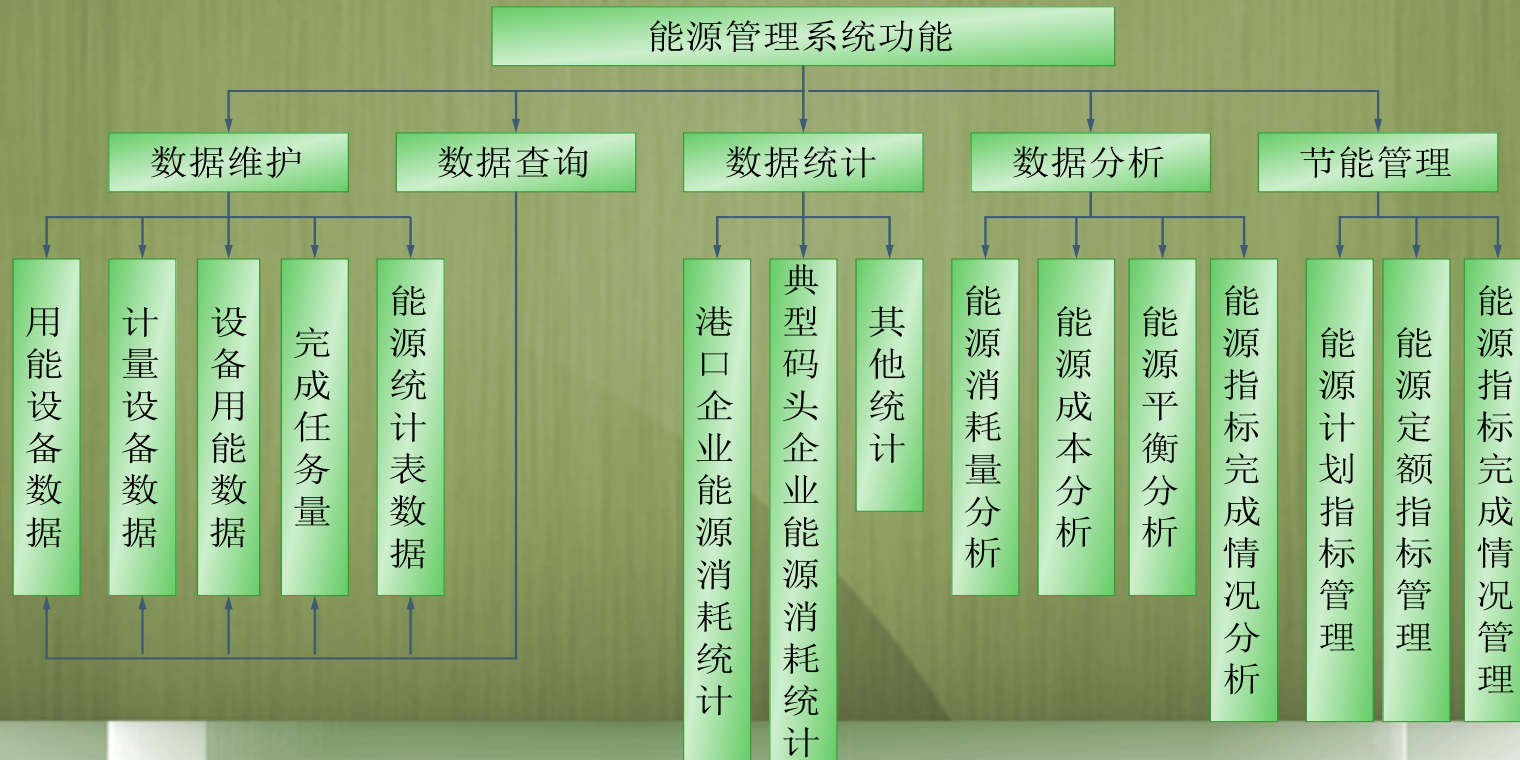 能源管理系统功能
数据维护
数据查询
数据统计
数据分析
节能管理
用能设备数据
计量设备数据
设备用能数据
完成任务量
能源统计表数据
港口企业能源消耗统计
典型码头企业能源消耗统计
其他统计
能源消耗量分析
能源成本分析
能源平衡分析
能源指标完成情况分析
能源计划指标管理
能源定额指标管理
能源指标完成情况管理